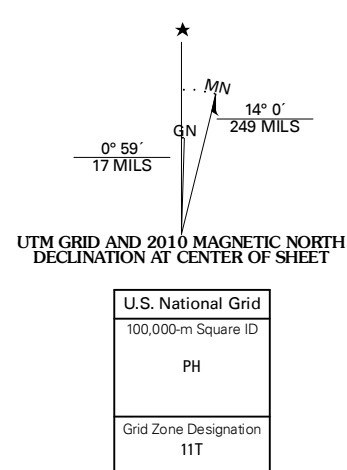 MN
GN
14° 0´
249 MILS
0° 59´
17 MILS
UTM GRID AND 2010 MAGNETIC NORTH
DECLINATION AT CENTER OF SHEET
U.S. National Grid
100,000-m Square ID
PH
Grid Zone Designation
11T